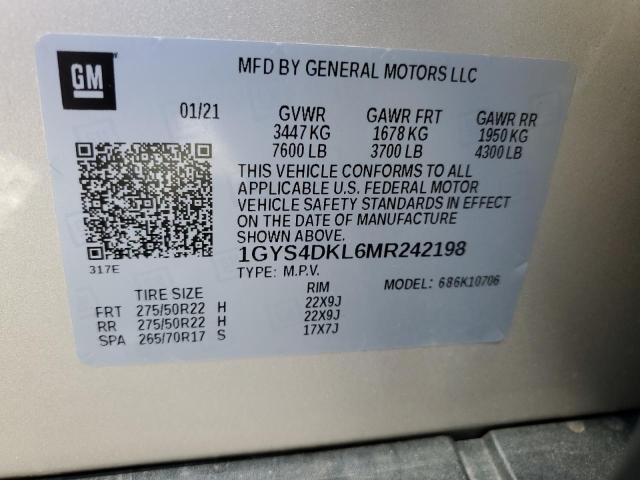 GM
MFD BY GENERAL MOTORS LLC
01/21 GVWR GAWR FRT GAWR RR
3447 KG 1678 KG 1950 KG
7600 LB 3700 LB 4300 LB
THIS VEHICLE CONFORMS TO ALL
APPLICABLE U.S. FEDERAL MOTOR
VEHICLE SAFETY STANDARDS IN EFFECT
ON THE DATE OF MANUFACTURE
SHOWN ABOVE.
317E
1GYS4DKL6MR242198
TYPE: M.P.V. MODEL: 686K10706
TIRE SIZE RIM
FRT 275/50R22 H 22X9J
RR 275/50R22 H 22X9J
SPA 265/70R17 S 17X7J